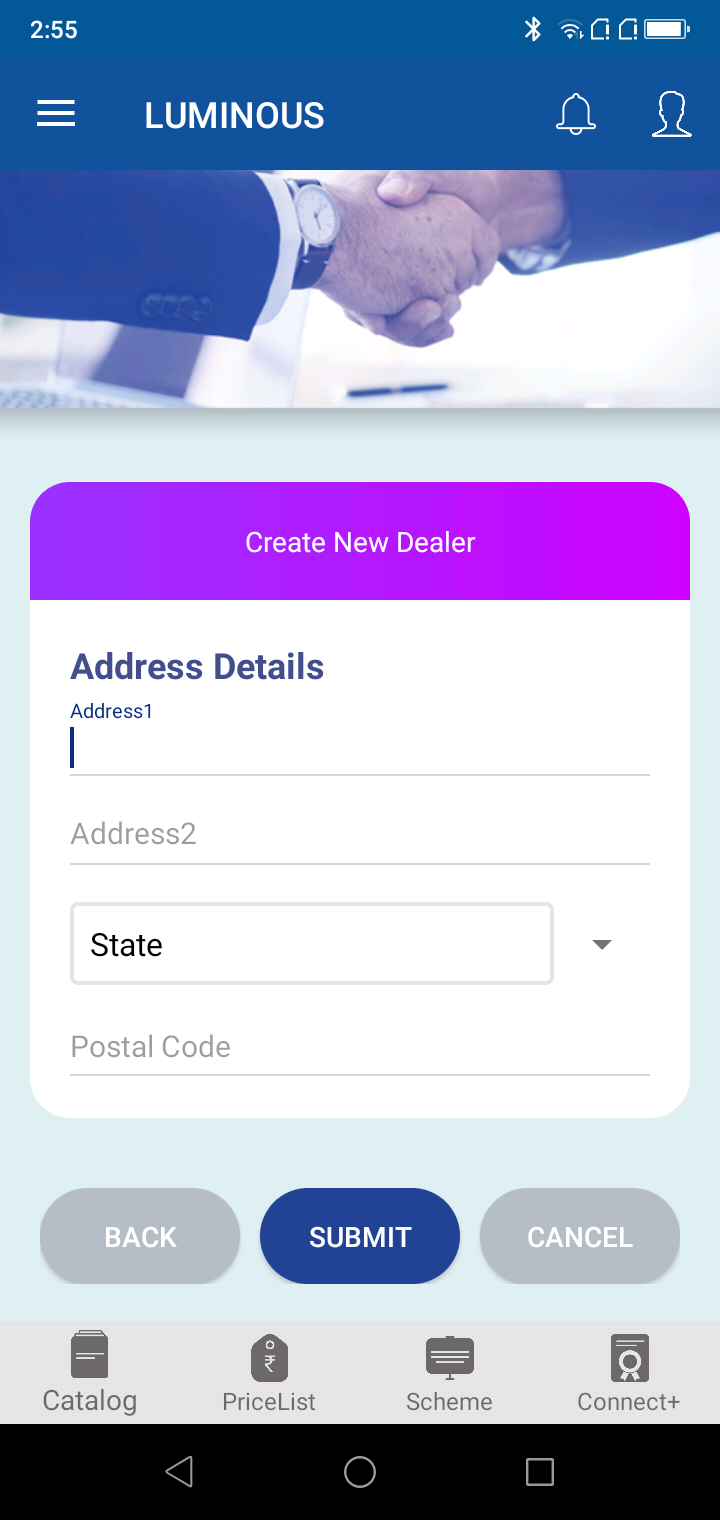 2:55
LUMINOUS
Create New Dealer
Address Details
Address1
Address2
State
Postal Code
BACK
SUBMIT
CANCEL
₹
Catalog
PriceList
Scheme
Connect+